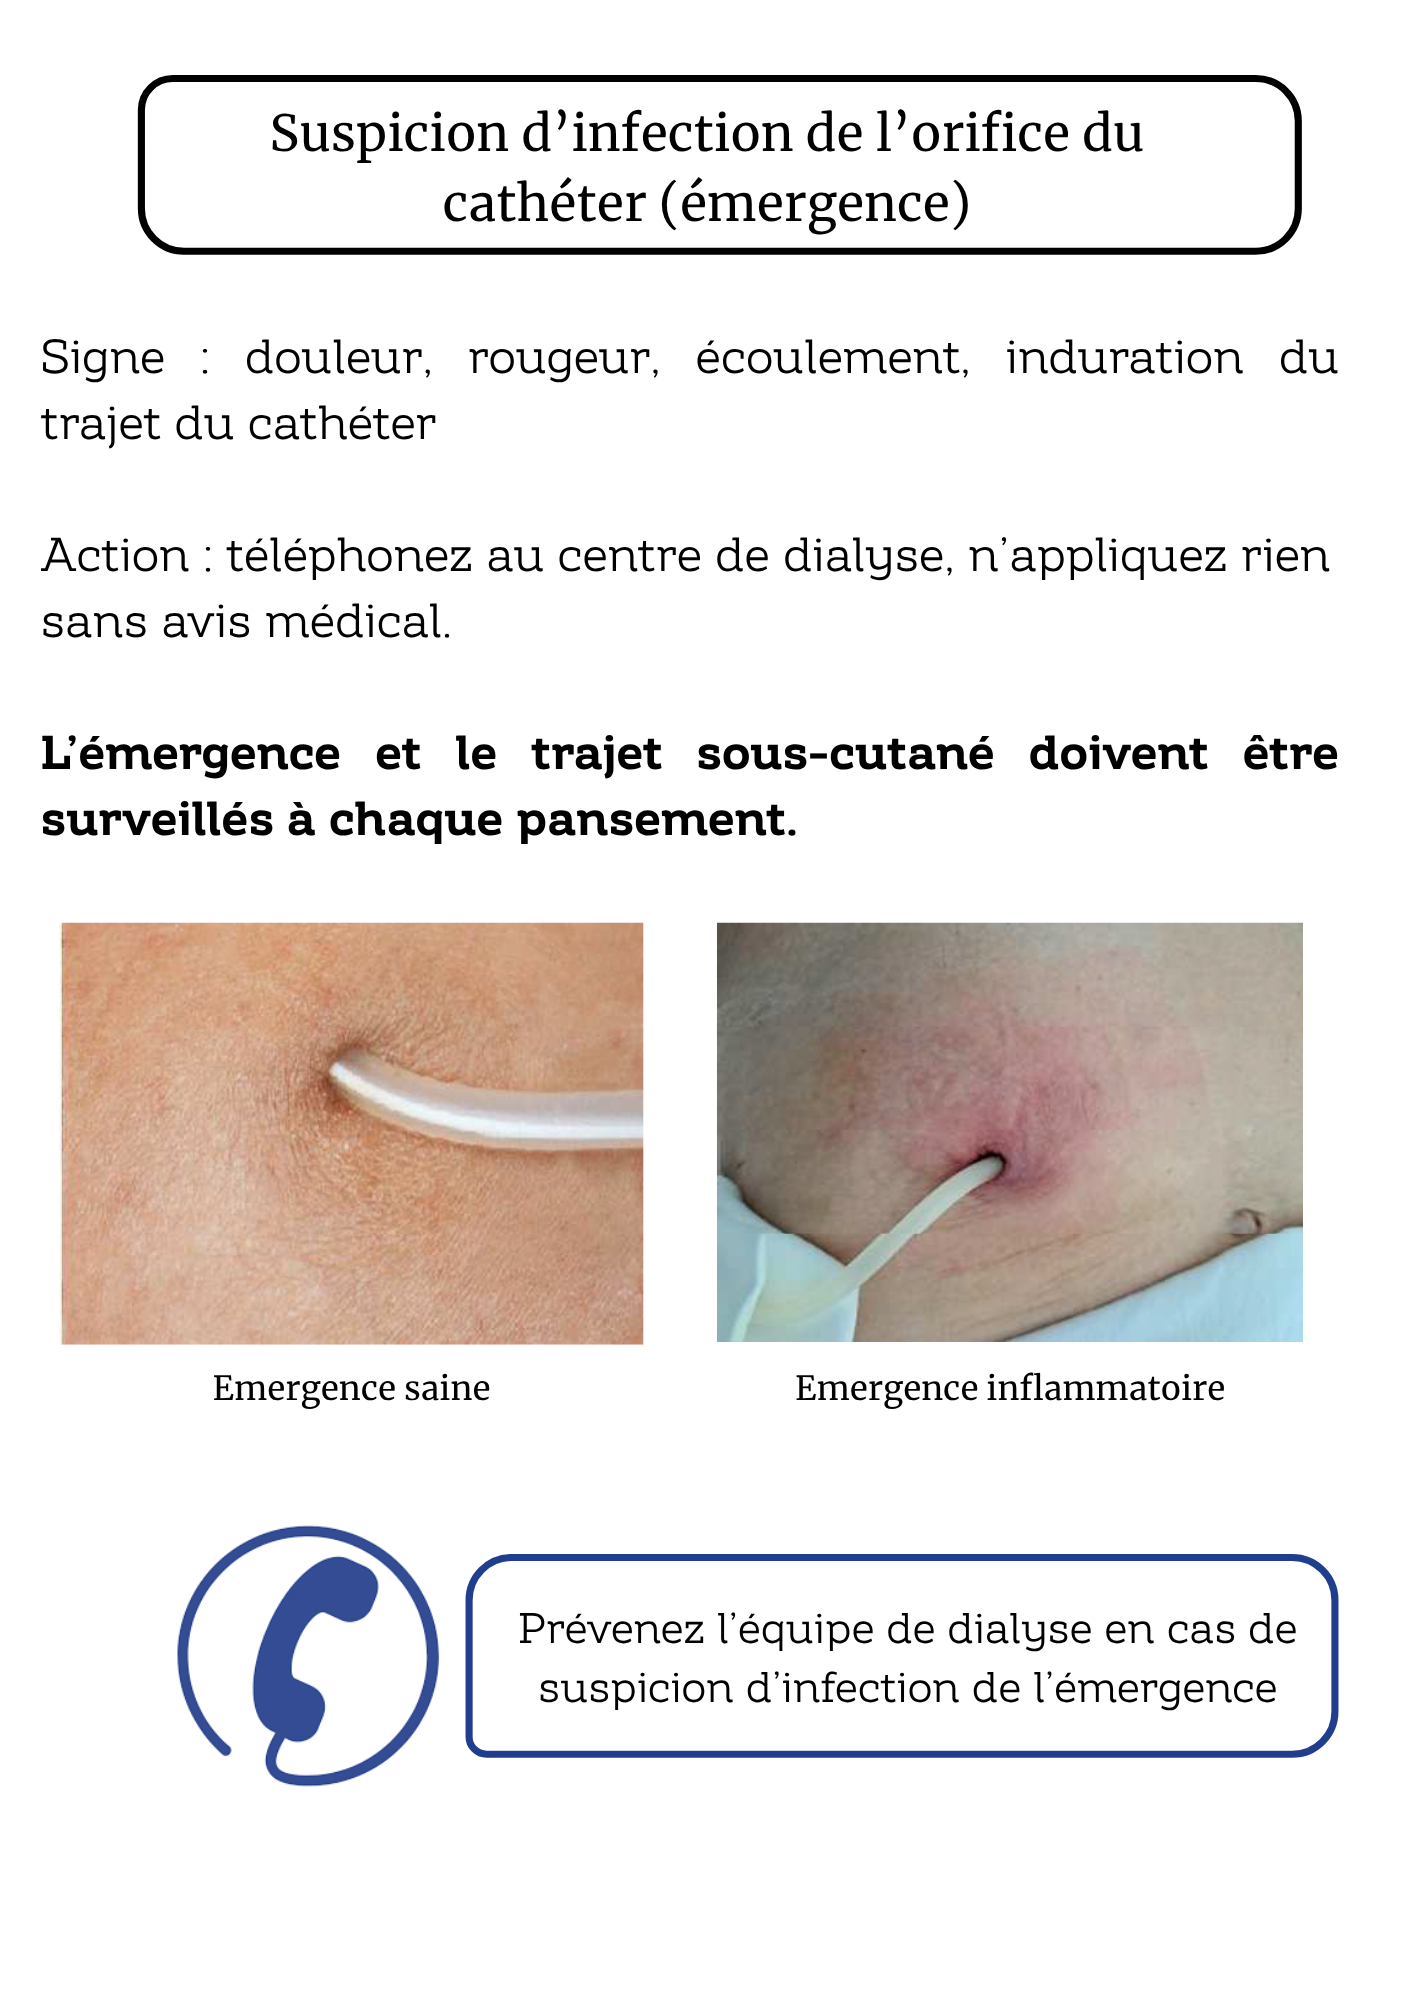 Suspicion d’infection de l’orifice du
cathéter (émergence)
Signe : douleur, rougeur, écoulement, induration du
trajet du cathéter
Action : téléphonez au centre de dialyse, n’appliquez rien
sans avis médical.
L’émergence et le trajet sous-cutané doivent être
surveillés à chaque pansement.
Emergence saine
Emergence inflammatoire
Prévenez l’équipe de dialyse en cas de
suspicion d’infection de l’émergence